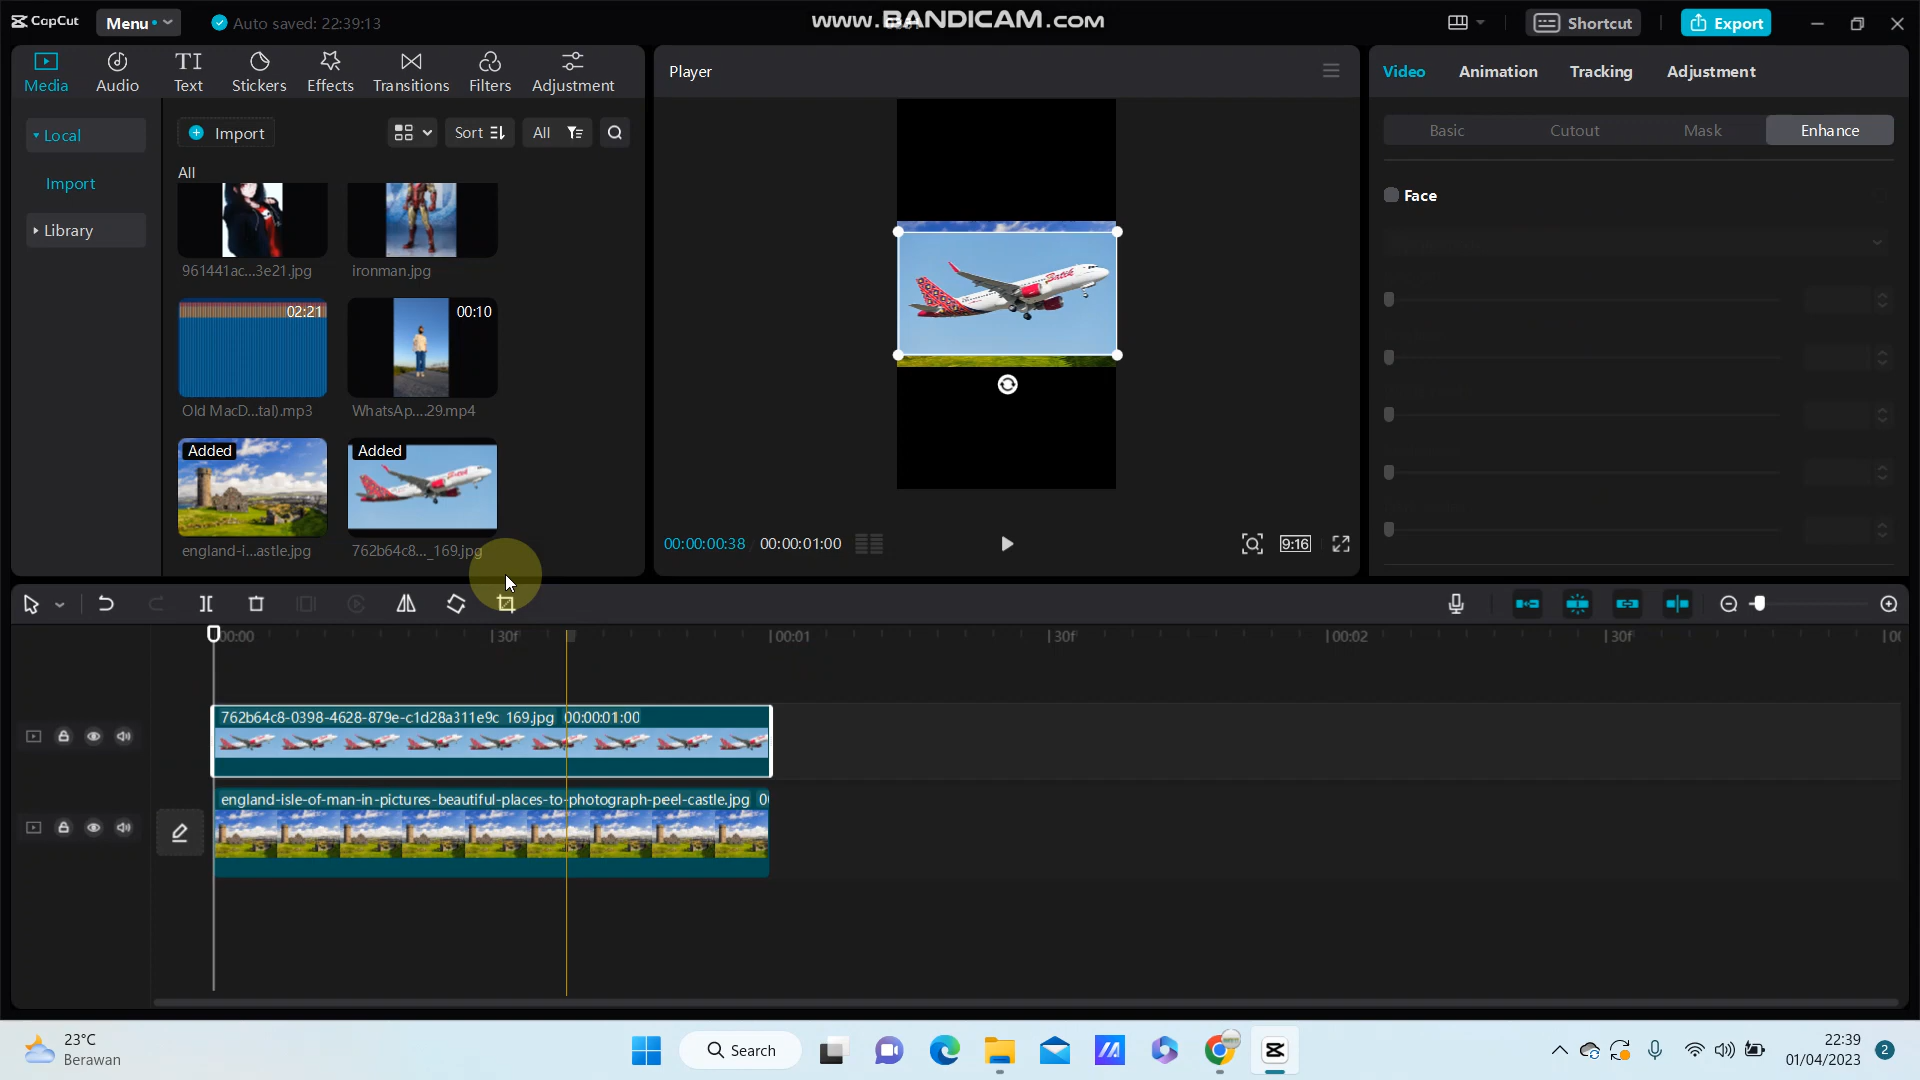 CapCut
Menu
Auto saved: 22:39:13
www.BANDICAM.com
Shortcut
Export
Media
Audio
Text
Stickers
Effects
Transitions
Filters
Adjustment
Player
Video
Animation
Tracking
Adjustment
Local
Import
Library
Import
Sort
All
All
961441ac...3e21.jpg
ironman.jpg
02:21
00:10
Old MacD...tal).mp3
WhatsAp....29.mp4
Added
Added
england-i...astle.jpg
762b64c8..._169.jpg
Batik
00:00:00:38
00:00:01:00
9:16
Basic
Cutout
Mask
Enhance
Face
00:00
30f
00:01
30f
00:02
30f
762b64c8-0398-4628-879e-c1d28a311e9c_169.jpg 00:00:01:00
england-isle-of-man-in-pictures-beautiful-places-to-photograph-peel-castle.jpg
23°C
Berawan
Search
22:39
01/04/2023
2